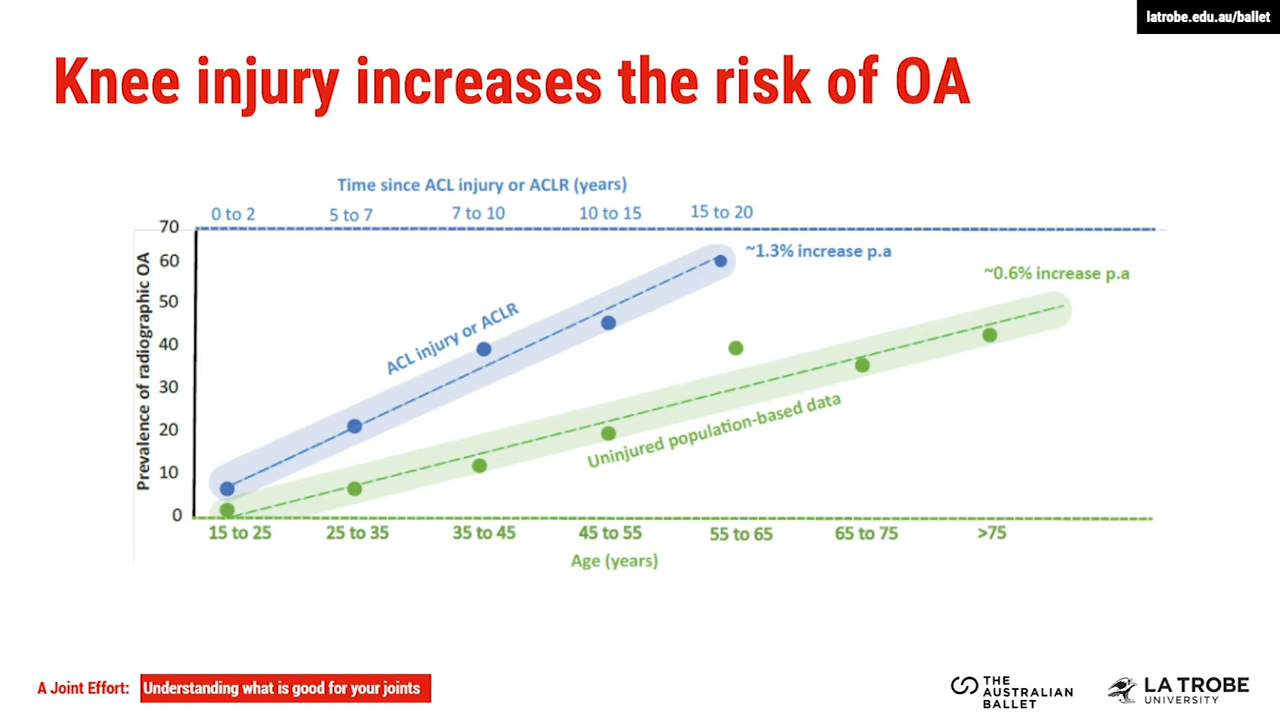 latrobe.edu.au/ballet
Knee injury increases the risk of OA
Time since ACL injury or ACLR (years)
0 to 2 5 to 7 7 to 10 10 to 15 15 to 20
Prevalence of radiographic OA
70
60
50
40
30
20
10
0
~1.3% increase p.a
~0.6% increase p.a
ACL injury or ACLR
Uninjured population-based data
15 to 25 25 to 35 35 to 45 45 to 55 55 to 65 65 to 75 >75
Age (years)
A Joint Effort: Understanding what is good for your joints
THE
AUSTRALIAN
BALLET
LA TROBE
UNIVERSITY